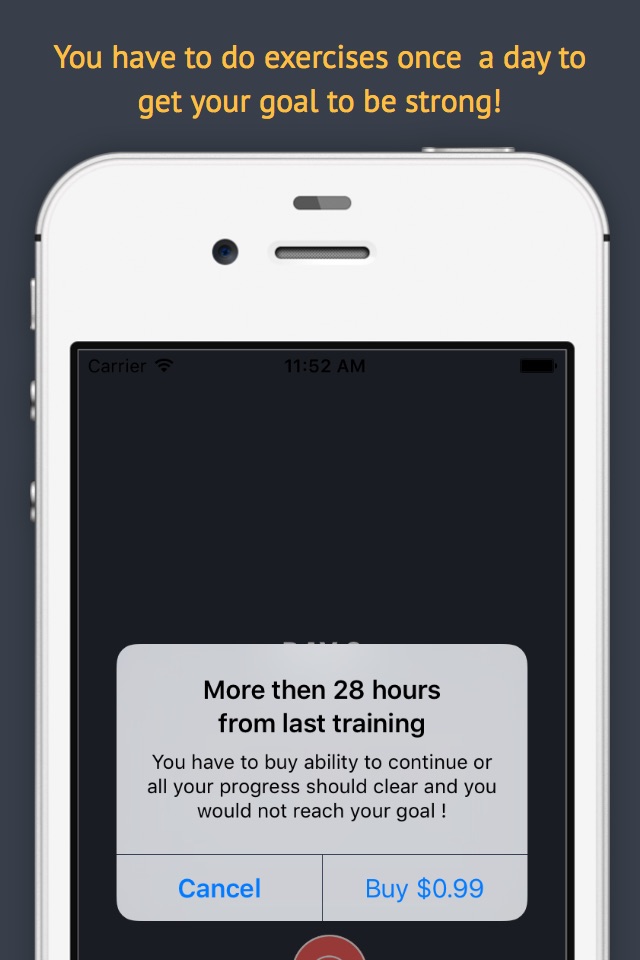 You have to do exercises once  a day to
get your goal to be strong!
Carrier
11:52 AM
More then 28 hours
from last training
You have to buy ability to continue or
all your progress should clear and you
would not reach your goal !
Cancel
Buy $0.99